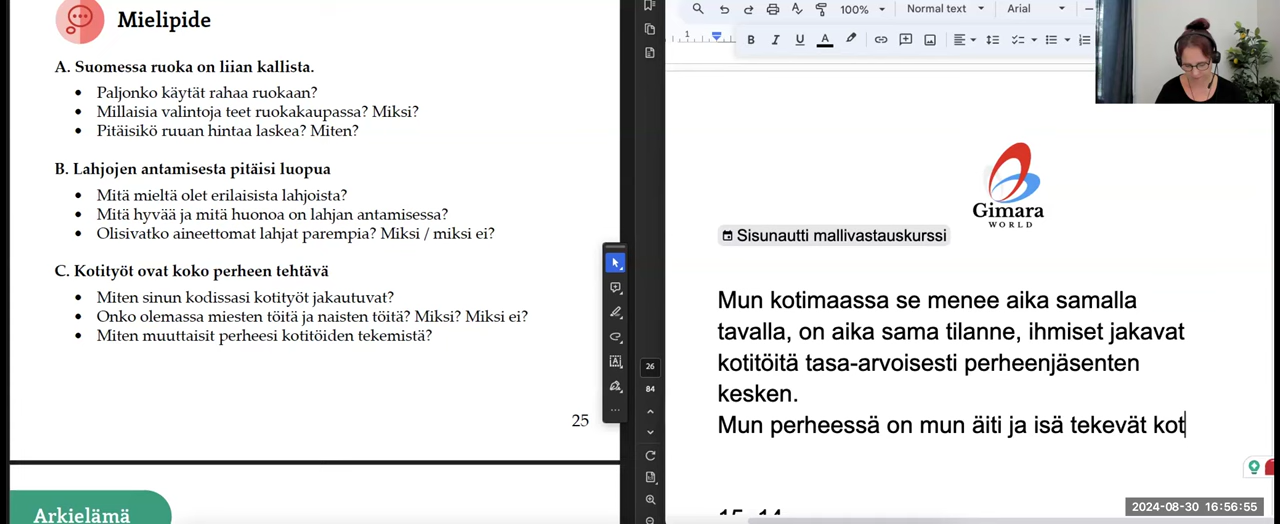 Mielipide
A. Suomessa ruoka on liian kallista.
• Paljonko käytät rahaa ruokaan?
• Millaisia valintoja teet ruokakaupassa? Miksi?
• Pitäisikö ruuan hintaa laskea? Miten?
B. Lahjojen antamisesta pitäisi luopua
• Mitä mieltä olet erilaisista lahjoista?
• Mitä hyvää ja mitä huonoa on lahjan antamisessa?
• Olisivatko aineettomat lahjat parempia? Miksi / miksi ei?
C. Kotityöt ovat koko perheen tehtävä
• Miten sinun kodissasi kotityöt jakautuvat?
• Onko olemassa miesten töitä ja naisten töitä? Miksi? Miksi ei?
• Miten muuttaisit perheesi kotitöiden tekemistä?
25
Arkielämä
26
84
100%
Normal text
Arial
B I U A
1
Gimara
WORLD
Sisunautti mallivastauskurssi
Mun kotimaassa se menee aika samalla
tavalla, on aika sama tilanne, ihmiset jakavat
kotitöitä tasa-arvoisesti perheenjäsenten
kesken.
Mun perheessä on mun äiti ja isä tekevät kot
2024-08-30 16:56:55